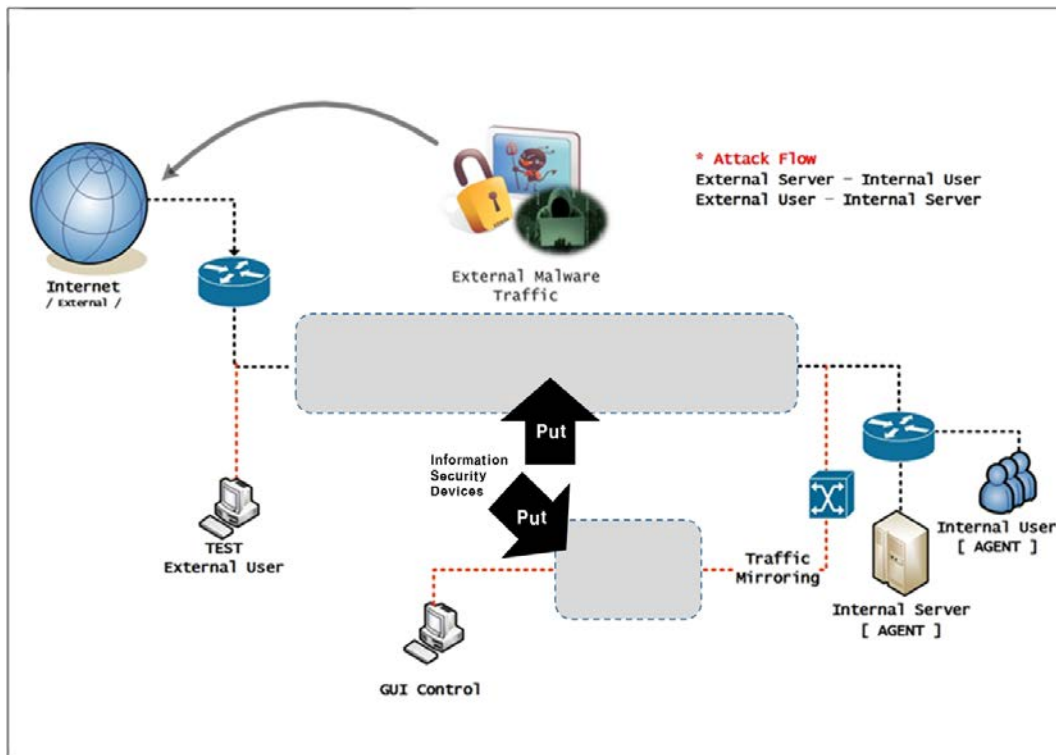 * Attack Flow
External Server – Internal User
External User – Internal Server
External Malware
Traffic
Internet
/ External /
Put
Information
Security
Devices
Put
TEST
External User
Traffic
Mirroring
Internal User
[ AGENT ]
Internal Server
[ AGENT ]
GUI Control